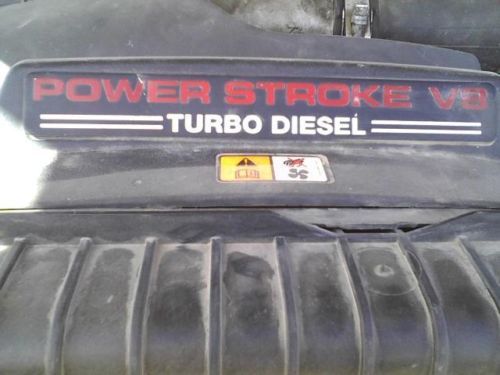 POWER STROKE V8
TURBO DIESEL